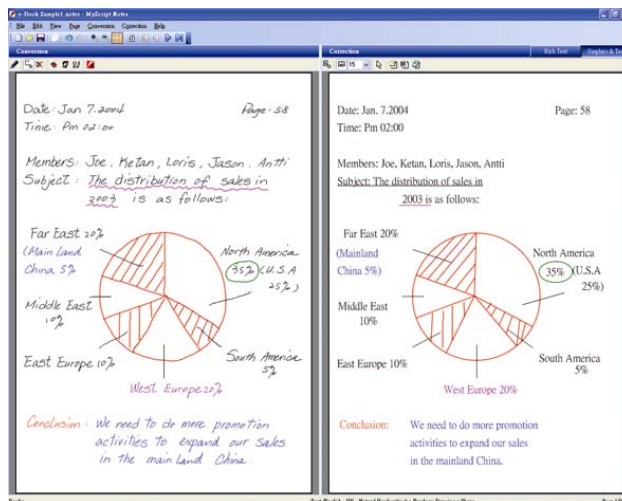 e-Book Sample1.notes - MyScript Notes
File Edit View Page Conversion Correction Help
Conversion
Date: Jan 7.2004 Page: 58
Time: Pm 02:00
Members: Joe, Ketan, Loris, Jason. Antti
Subject: The distribution of sales in
2003 is as follows:
Far East 20%
(Main Land
China 5%
North America
35% (U.S.A
25%)
Middle East
10%
East Europe 10%
South America
5%
West Europe 20%
Conclusion: We need to do more promotion
activities to expand our sales
in the main Land China.
Correction Rich Text
15
Date: Jan. 7.2004 Page: 58
Time: Pm 02:00
Members: Joe, Ketan, Loris, Jason, Antti
Subject: The distribution of sales in
2003 is as follows:
Far East 20%
(Mainland
China 5%)
North America
35% (U.S.A
25%)
Middle East
10%
East Europe 10%
South America
5%
West Europe 20%
Conclusion: We need to do more promotion
activities to expand our sales
in the mainland China.